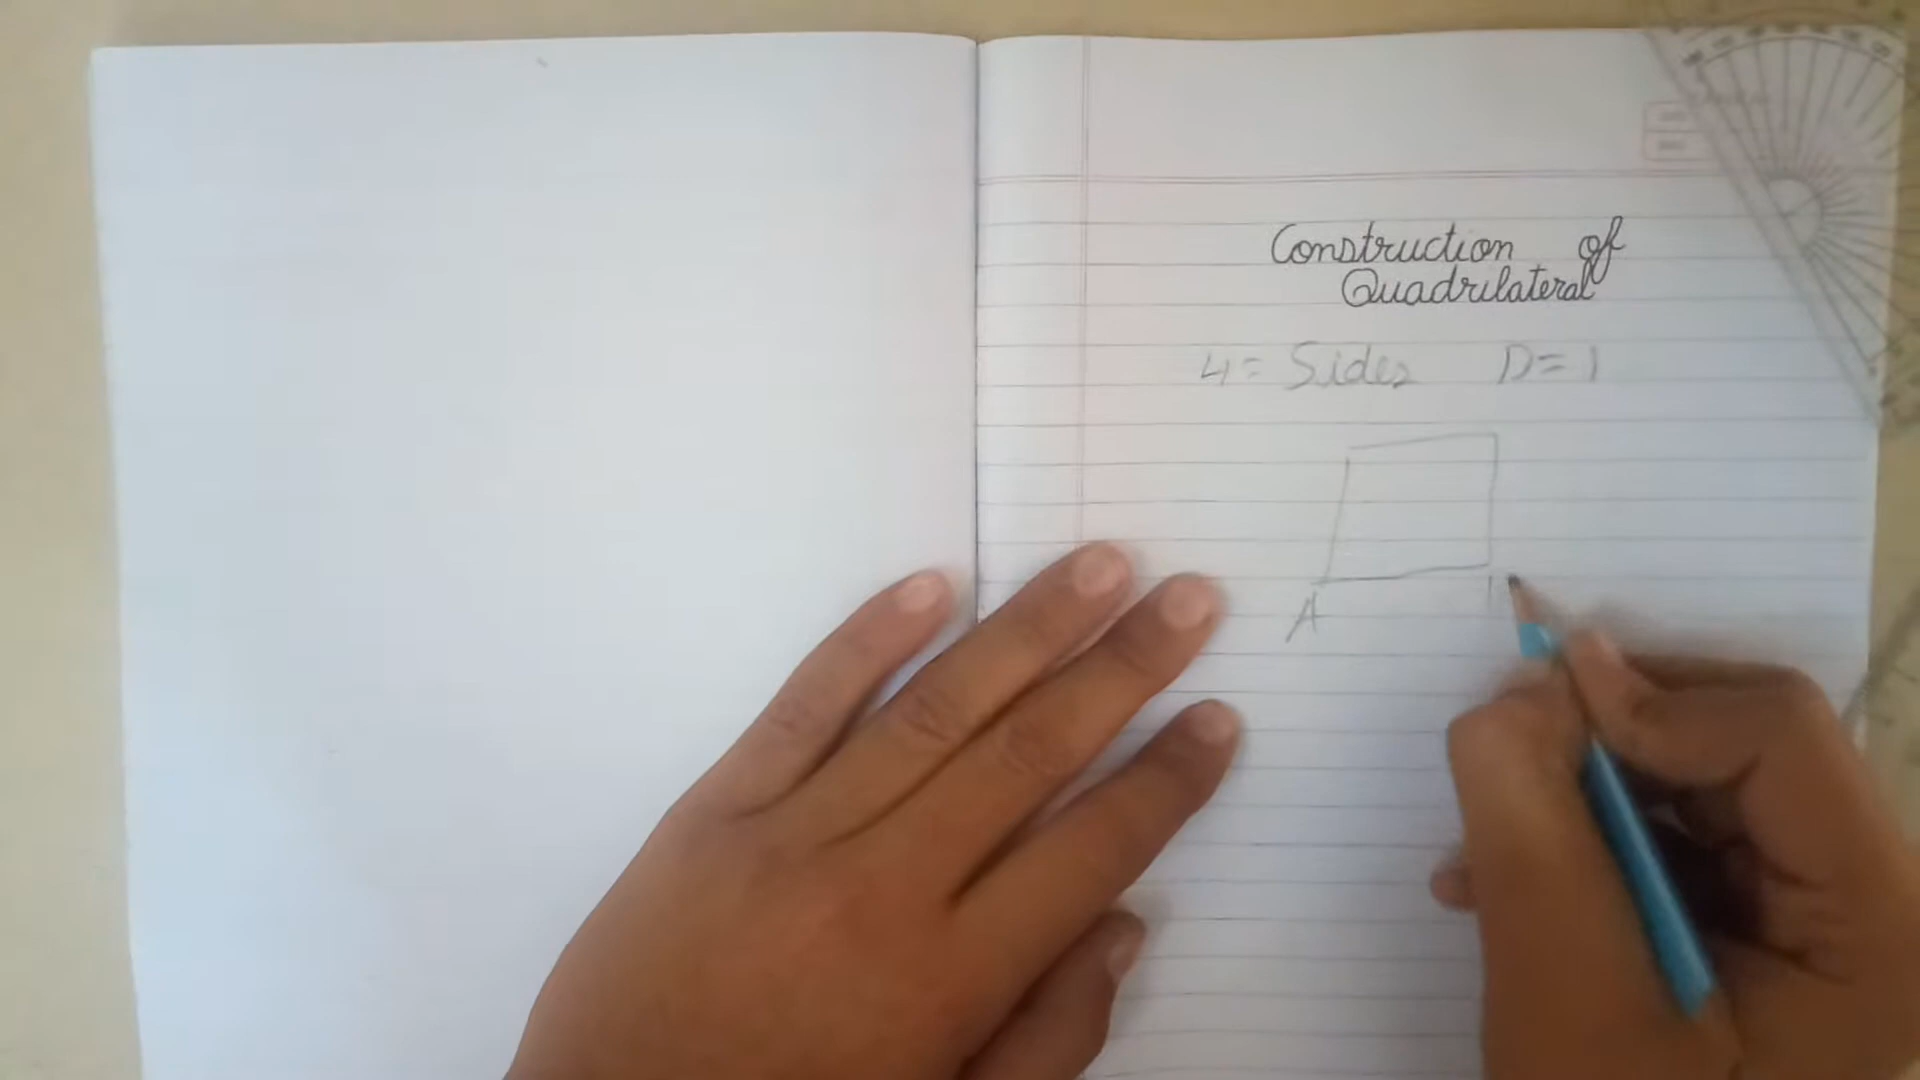 Construction of
Quadrilateral
4 = Sides D = 1
A